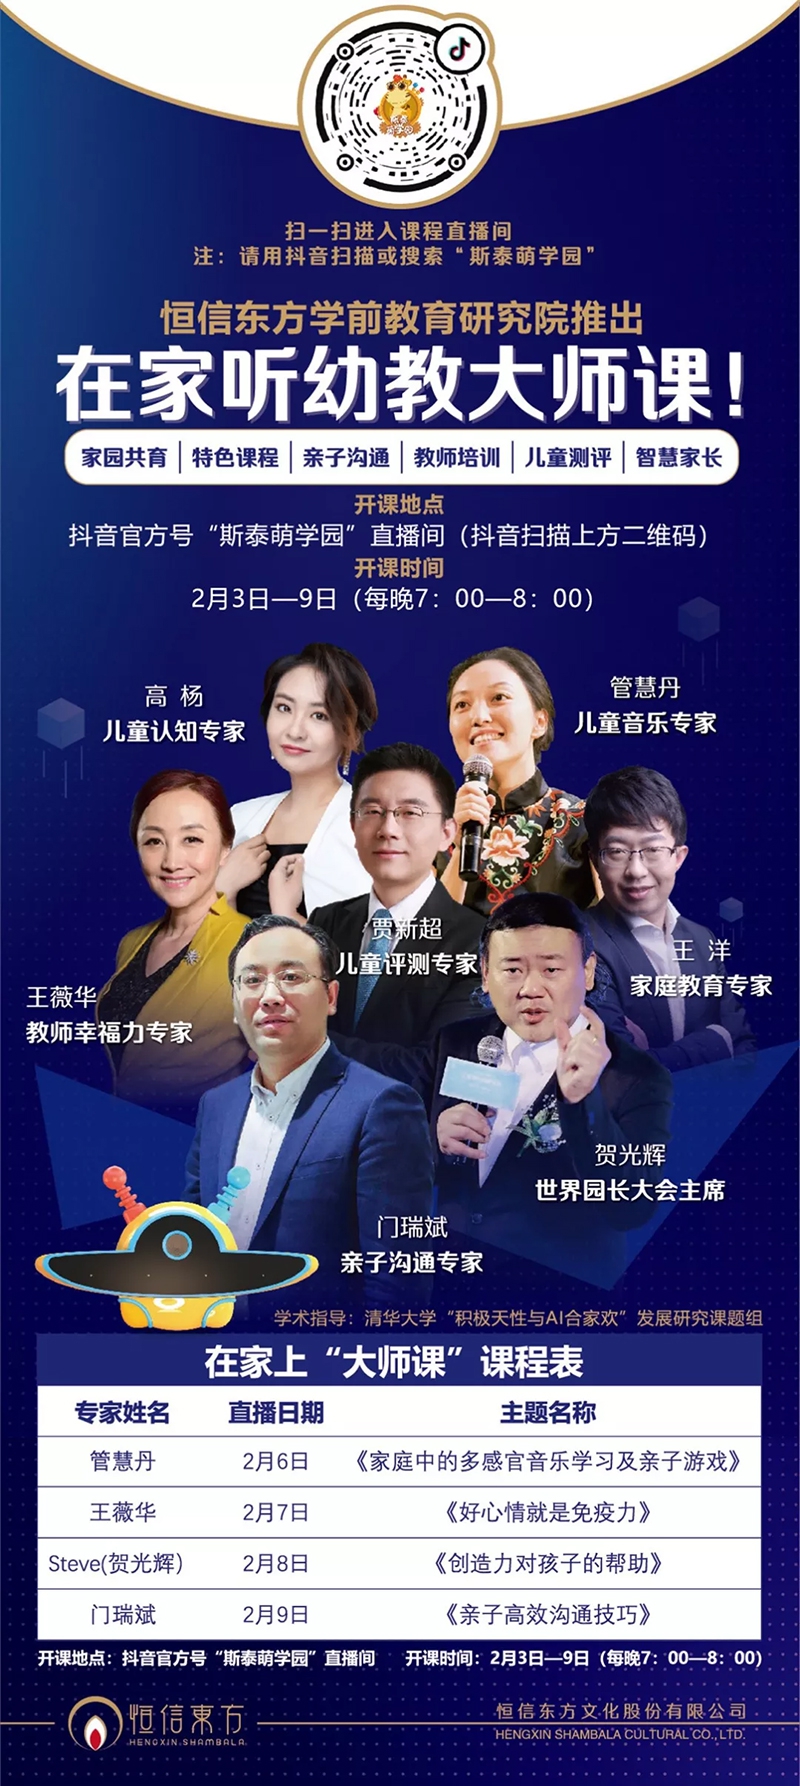 扫一扫进入课程直播间
注：请用抖音扫描或搜索“斯泰萌学园”
恒信东方学前教育研究院推出
在家听幼教大师课！
家园共育｜特色课程｜亲子沟通｜教师培训｜儿童测评｜智慧家长
开课地点
抖音官方号“斯泰萌学园”直播间（抖音扫描上方二维码）
开课时间
2月3日—9日（每晚7：00—8：00）
高 杨
儿童认知专家
管慧丹
儿童音乐专家
贾新超
儿童评测专家
王 洋
家庭教育专家
王薇华
教师幸福力专家
贺光辉
世界园长大会主席
门瑞斌
亲子沟通专家
学术指导：清华大学“积极天性与AI合家欢”发展研究课题组
在家上“大师课”课程表
专家姓名 直播日期 主题名称
管慧丹 2月6日 《家庭中的多感官音乐学习及亲子游戏》
王薇华 2月7日 《好心情就是免疫力》
Steve(贺光辉) 2月8日 《创造力对孩子的帮助》
门瑞斌 2月9日 《亲子高效沟通技巧》
开课地点：抖音官方号“斯泰萌学园”直播间 开课时间：2月3日—9日（每晚7：00—8：00）
恒信東方
HENGXIN SHAMBALA
恒信东方文化股份有限公司
HENGXIN SHAMBALA CULTURAL CO.,LTD.